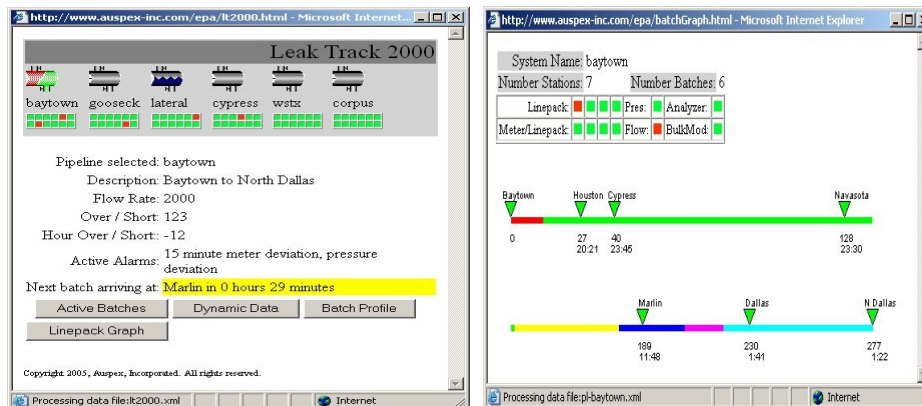 http://www.auspex-inc.com/epa/lt2000.html - Microsoft Internet...
Leak Track 2000
baytown gooseck lateral cypress wstx corpus
Pipeline selected: baytown
Description: Baytown to North Dallas
Flow Rate: 2000
Over / Short: 123
Hour Over / Short:: -12
Active Alarms: 15 minute meter deviation, pressure
deviation
Next batch arriving at: Marlin in 0 hours 29 minutes
Active Batches Dynamic Data Batch Profile
Linepack Graph
Copyright 2005, Auspex, Incorporated. All rights reserved.
Processing data file:lt2000.xml Internet
http://www.auspex-inc.com/epa/batchGraph.html - Microsoft Internet Explorer
System Name: baytown
Number Stations: 7 Number Batches: 6
Linepack: Pres: Analyzer:
Meter/Linepack: Flow: BulkMod:
Baytown Houston Cypress Navasota
0 27 40 128
20:21 23:45 23:30
Marlin Dallas N Dallas
189 230 277
11:48 1:41 1:22
Processing data file:pl-baytown.xml Internet